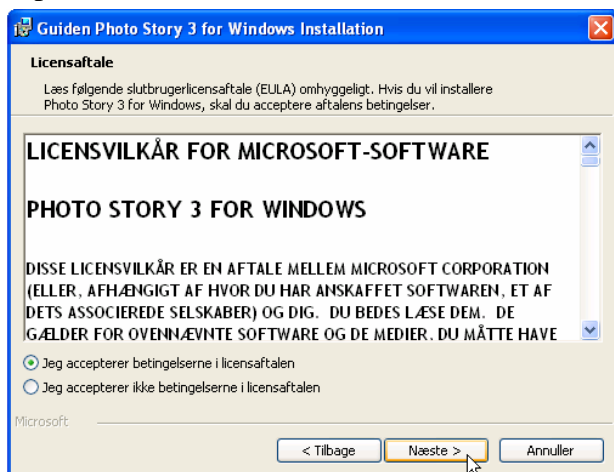 Guiden Photo Story 3 for Windows Installation
Licensaftale
Læs følgende slutbrugerlicensaftale (EULA) omhyggeligt. Hvis du vil installere
Photo Story 3 for Windows, skal du acceptere aftalens betingelser.
LICENSVILKÅR FOR MICROSOFT-SOFTWARE
PHOTO STORY 3 FOR WINDOWS
DISSE LICENSVILKÅR ER EN AFTALE MELLEM MICROSOFT CORPORATION
(ELLER, AFHÆNGIGT AF HVOR DU HAR ANSKAFFET SOFTWAREN, ET AF
DETS ASSOCIEREDE SELSKABER) OG DIG. DU BEDES LÆSE DEM. DE
GÆLDER FOR OVENNÆVNTE SOFTWARE OG DE MEDIER, DU MÅTTE HAVE
Jeg accepterer betingelserne i licensaftalen
Jeg accepterer ikke betingelserne i licensaftalen
Microsoft
< Tilbage Næste > Annuller